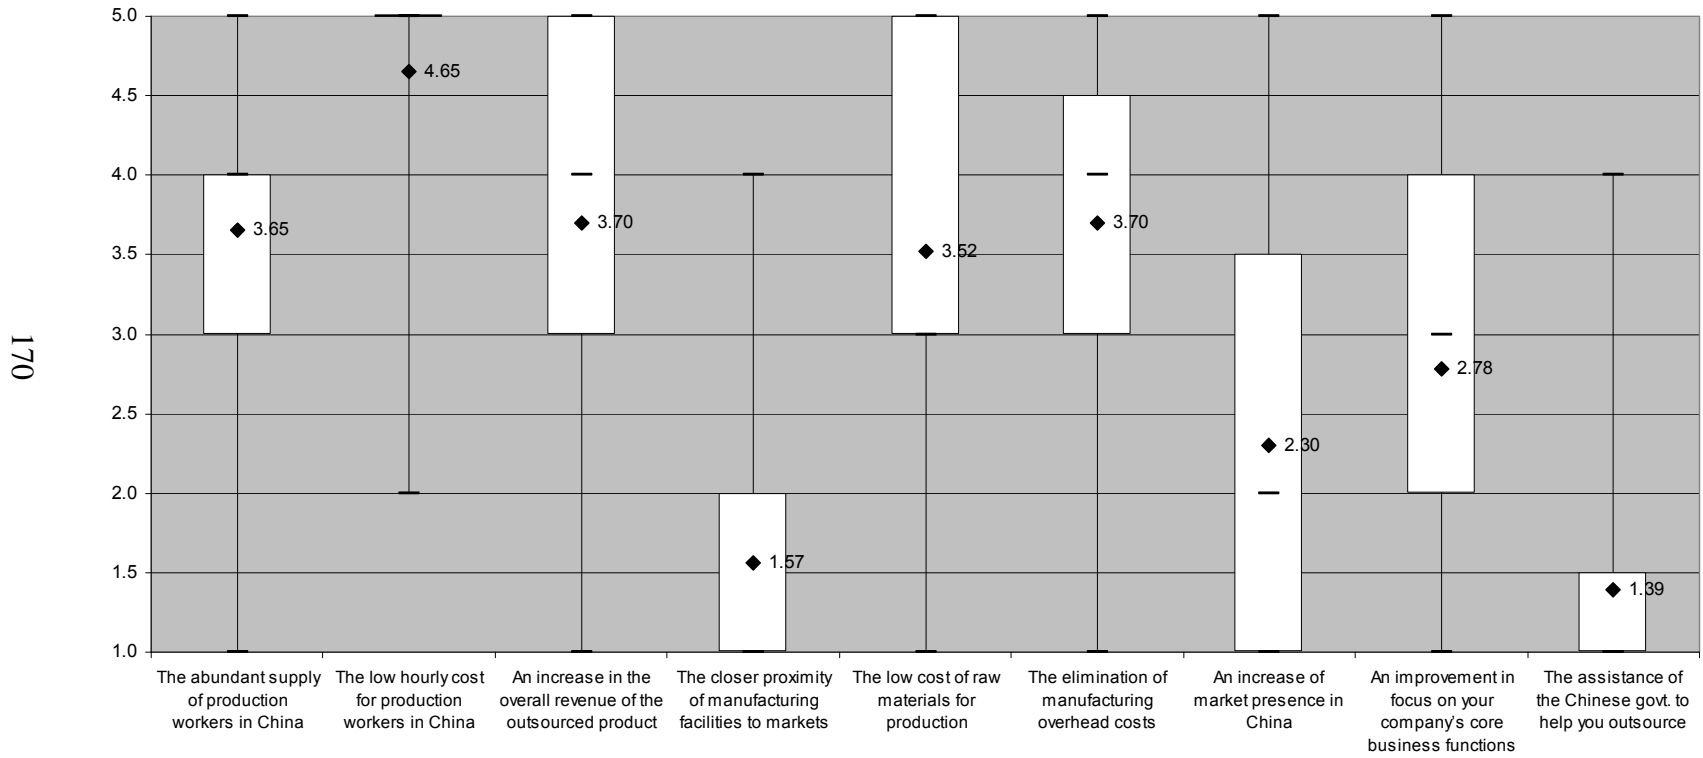 5.0
4.5
4.0
3.5
3.0
2.5
2.0
1.5
1.0
3.65
4.65
3.70
1.57
3.52
3.70
2.30
2.78
1.39
The abundant supply
of production
workers in China
The low hourly cost
for production
workers in China
An increase in the
overall revenue of the
outsourced product
The closer proximity
of manufacturing
facilities to markets
The low cost of raw
materials for
production
The elimination of
manufacturing
overhead costs
An increase of
market presence in
China
An improvement in
focus on your
company's core
business functions
The assistance of
the Chinese govt. to
help you outsource
170